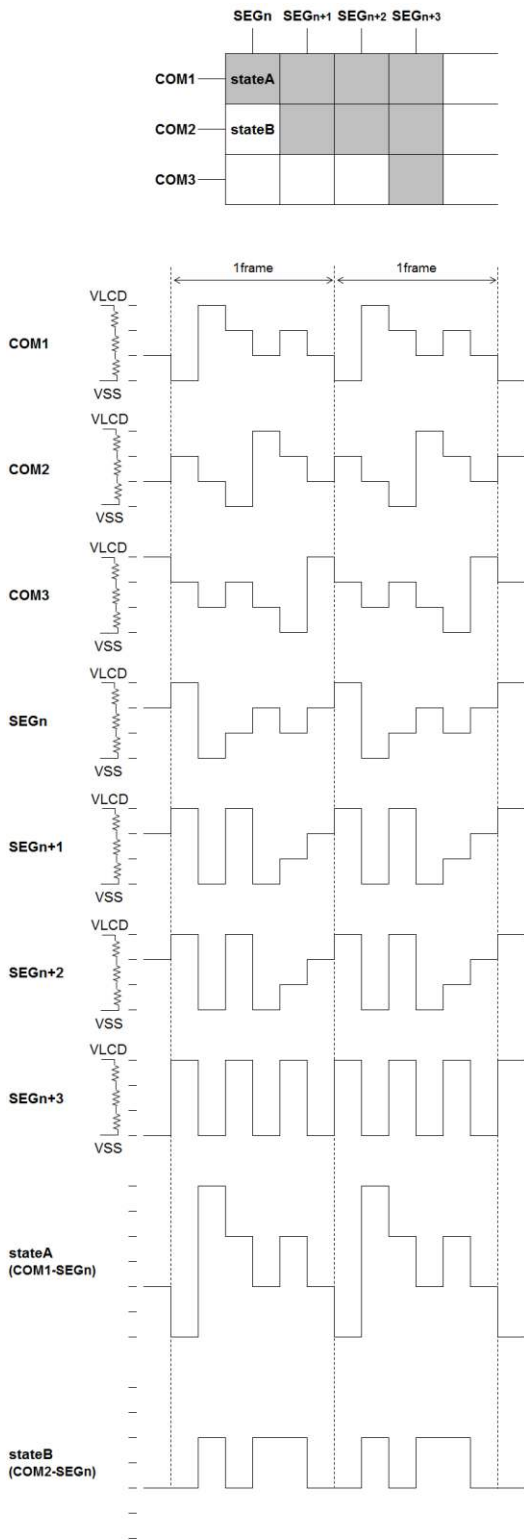 SEGn SEGn+1 SEGn+2 SEGn+3
COM1 stateA
COM2 stateB
COM3
1frame 1frame
VLCD
COM1
VSS
VLCD
COM2
VSS
VLCD
COM3
VSS
VLCD
SEGn
VSS
VLCD
SEGn+1
VSS
VLCD
SEGn+2
VSS
VLCD
SEGn+3
VSS
stateA
(COM1-SEGn)
stateB
(COM2-SEGn)